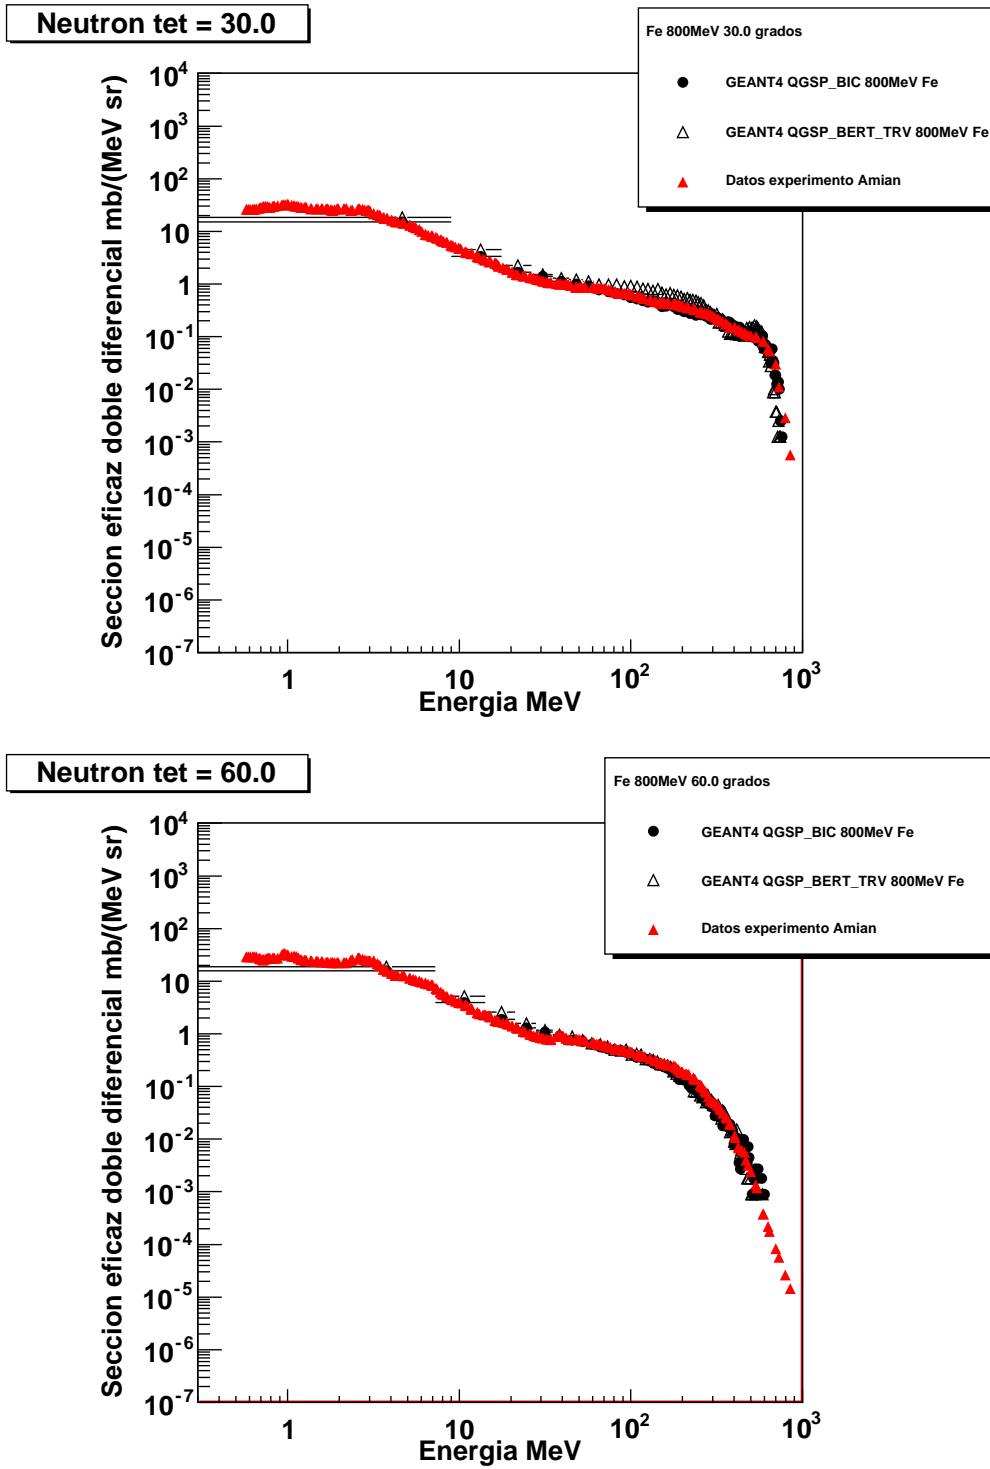 Neutron tet = 30.0
Fe 800MeV 30.0 grados
GEANT4 QGSP_BIC 800MeV Fe
GEANT4 QGSP_BERT_TRV 800MeV Fe
Datos experimento Amian
Seccion eficaz doble diferencial mb/(MeV sr)
10^4
10^3
10^2
10
1
10^-1
10^-2
10^-3
10^-4
10^-5
10^-6
10^-7
1 10 10^2 10^3
Energia MeV
Neutron tet = 60.0
Fe 800MeV 60.0 grados
GEANT4 QGSP_BIC 800MeV Fe
GEANT4 QGSP_BERT_TRV 800MeV Fe
Datos experimento Amian
Seccion eficaz doble diferencial mb/(MeV sr)
10^4
10^3
10^2
10
1
10^-1
10^-2
10^-3
10^-4
10^-5
10^-6
10^-7
1 10 10^2 10^3
Energia MeV